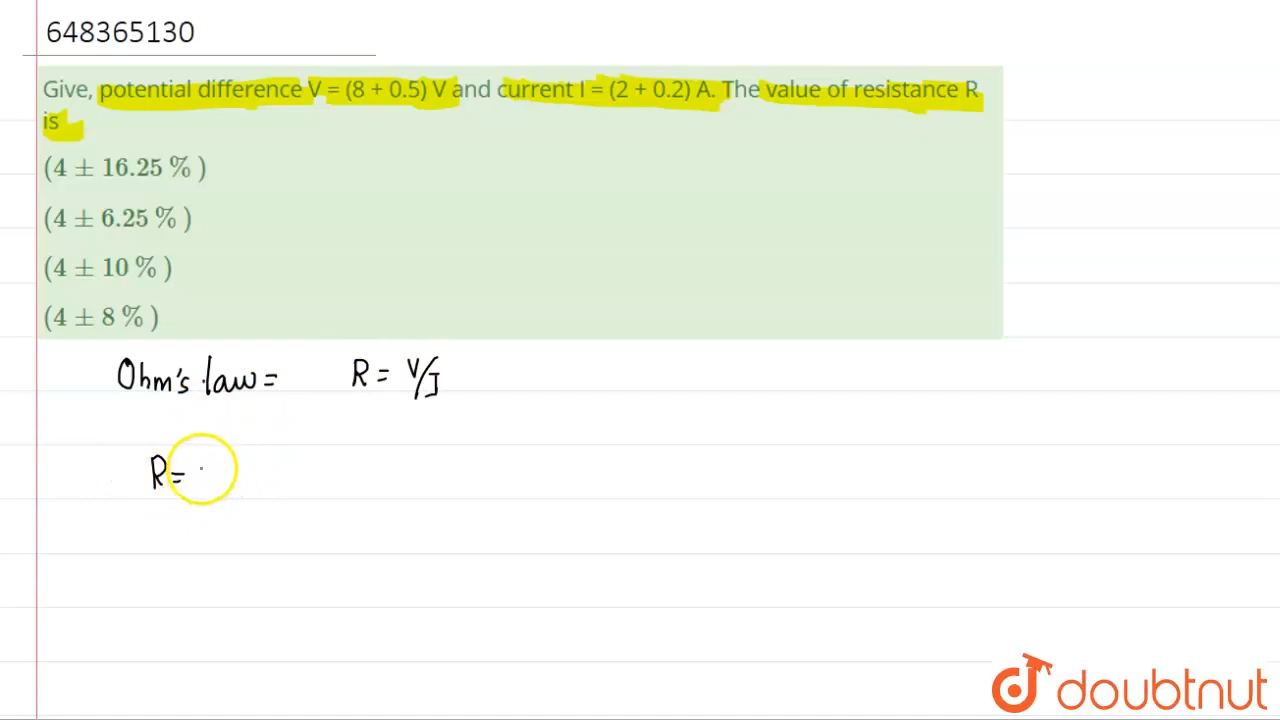 648365130
Give, potential difference V = (8 + 0.5) V and current I = (2 + 0.2) A. The value of resistance R
is
(4 ± 16.25 % )
(4 ± 6.25 % )
(4 ± 10 % )
(4 ± 8 % )
Ohm's law = R = V/I
R =
doubtnut